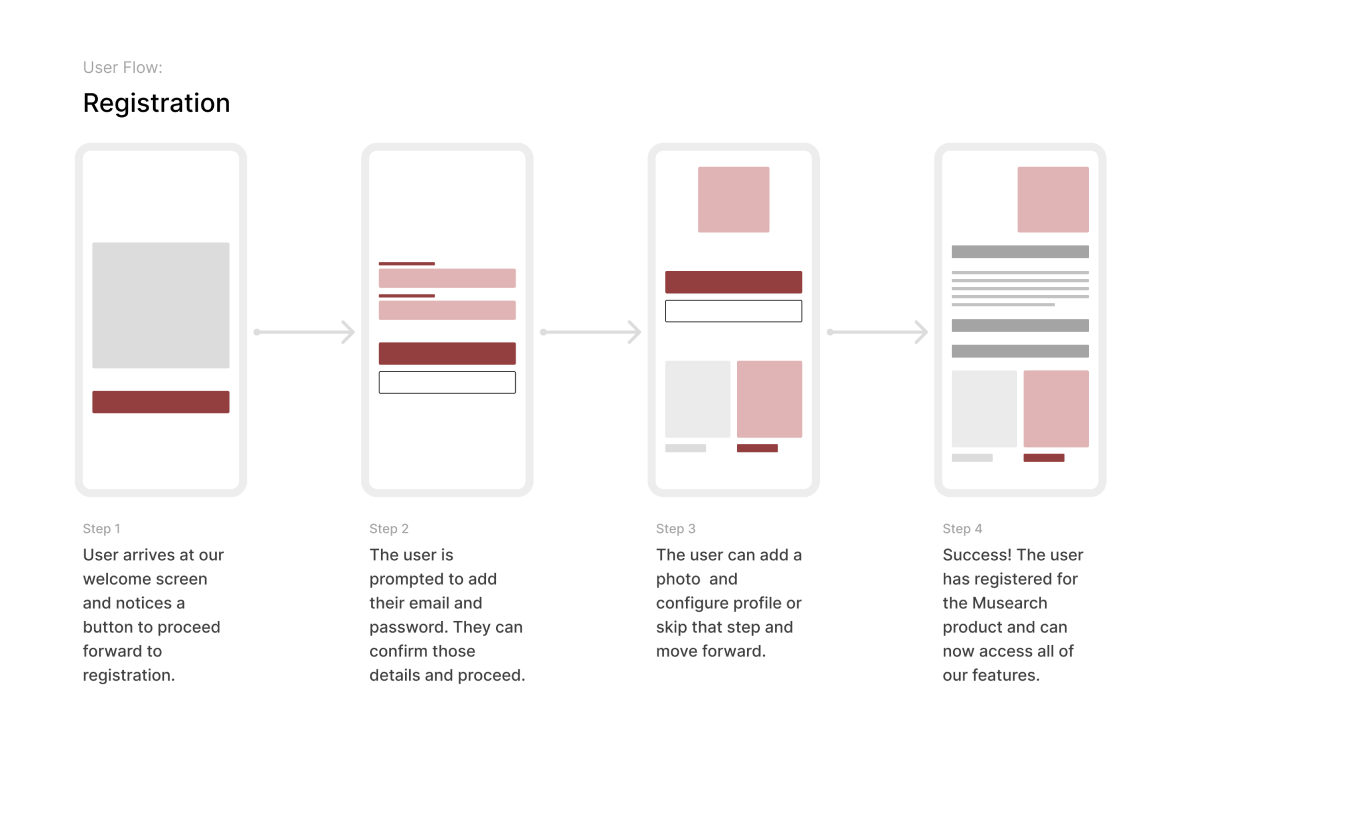 User Flow:
Registration
Step 1
User arrives at our
welcome screen
and notices a
button to proceed
forward to
registration.
Step 2
The user is
prompted to add
their email and
password. They can
confirm those
details and proceed.
Step 3
The user can add a
photo  and
configure profile or
skip that step and
move forward.
Step 4
Success! The user
has registered for
the Musearch
product and can
now access all of
our features.